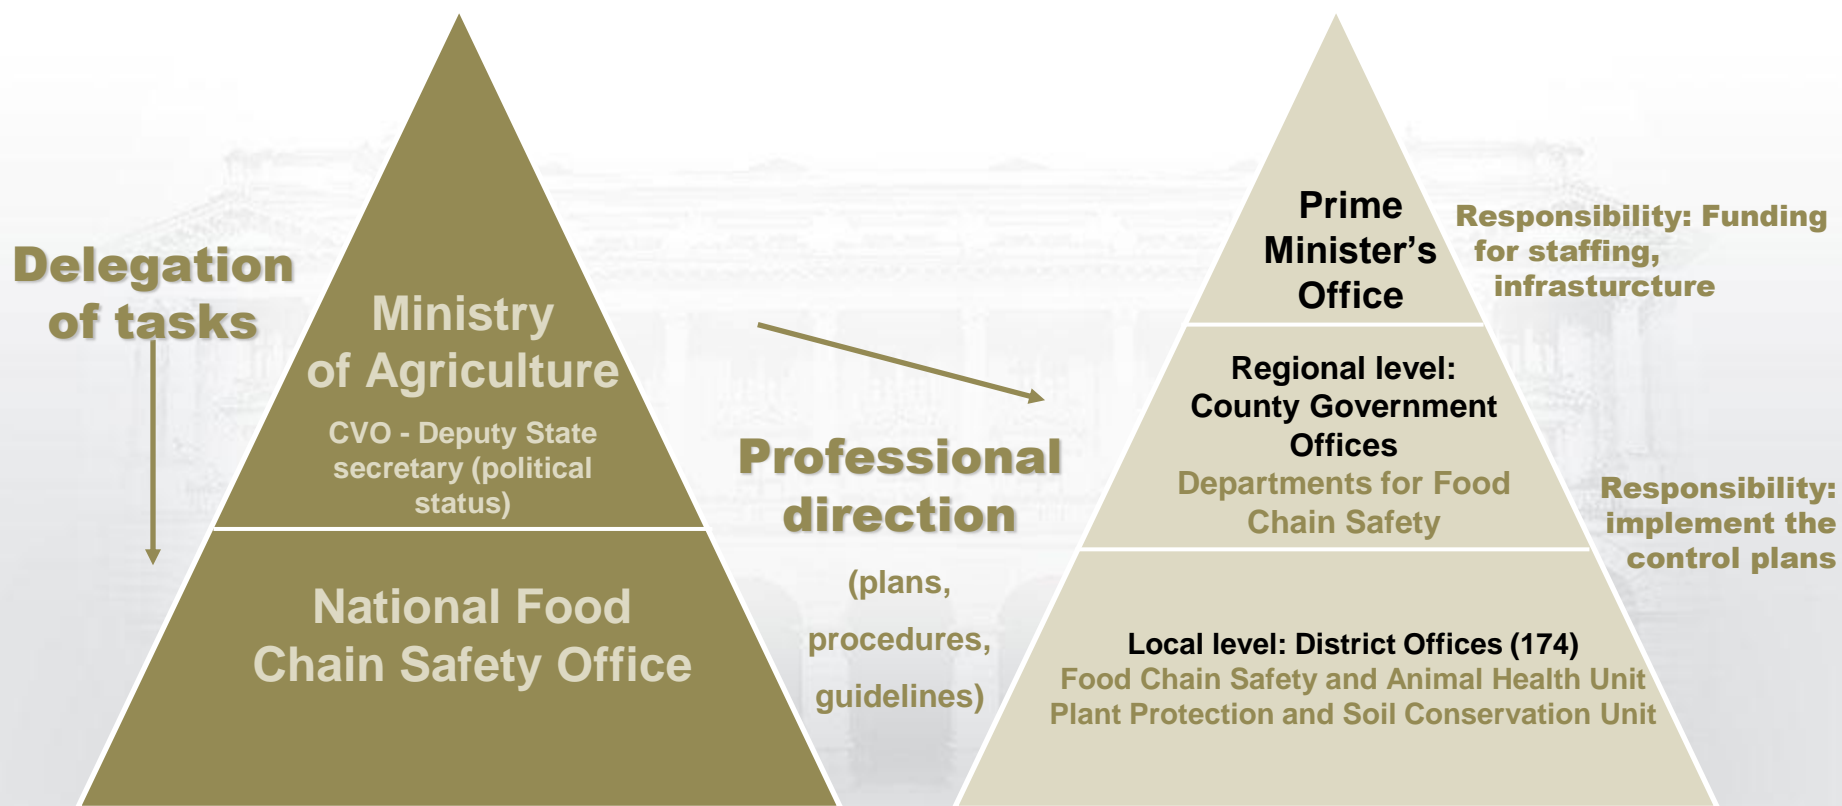 Delegation
of tasks
Ministry
of Agriculture
CVO - Deputy State
secretary (political
status)
National Food
Chain Safety Office
Professional
direction
(plans,
procedures,
guidelines)
Prime
Minister’s
Office
Responsibility: Funding
for staffing,
infrasturcture
Regional level:
County Government
Offices
Departments for Food
Chain Safety
Responsibility:
implement the
control plans
Local level: District Offices (174)
Food Chain Safety and Animal Health Unit
Plant Protection and Soil Conservation Unit